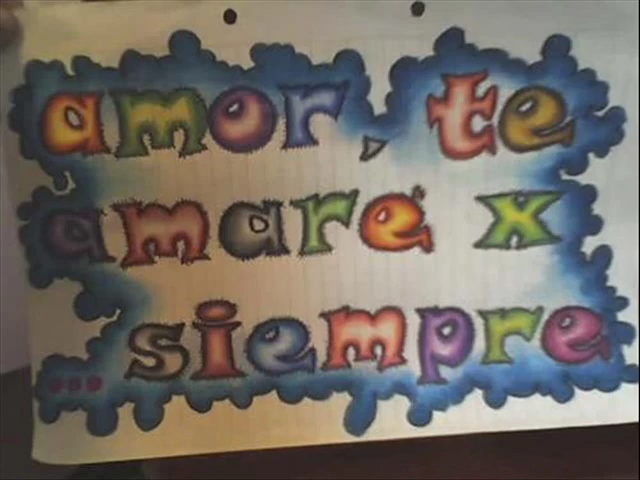 amor, te
amaré x
...siempre